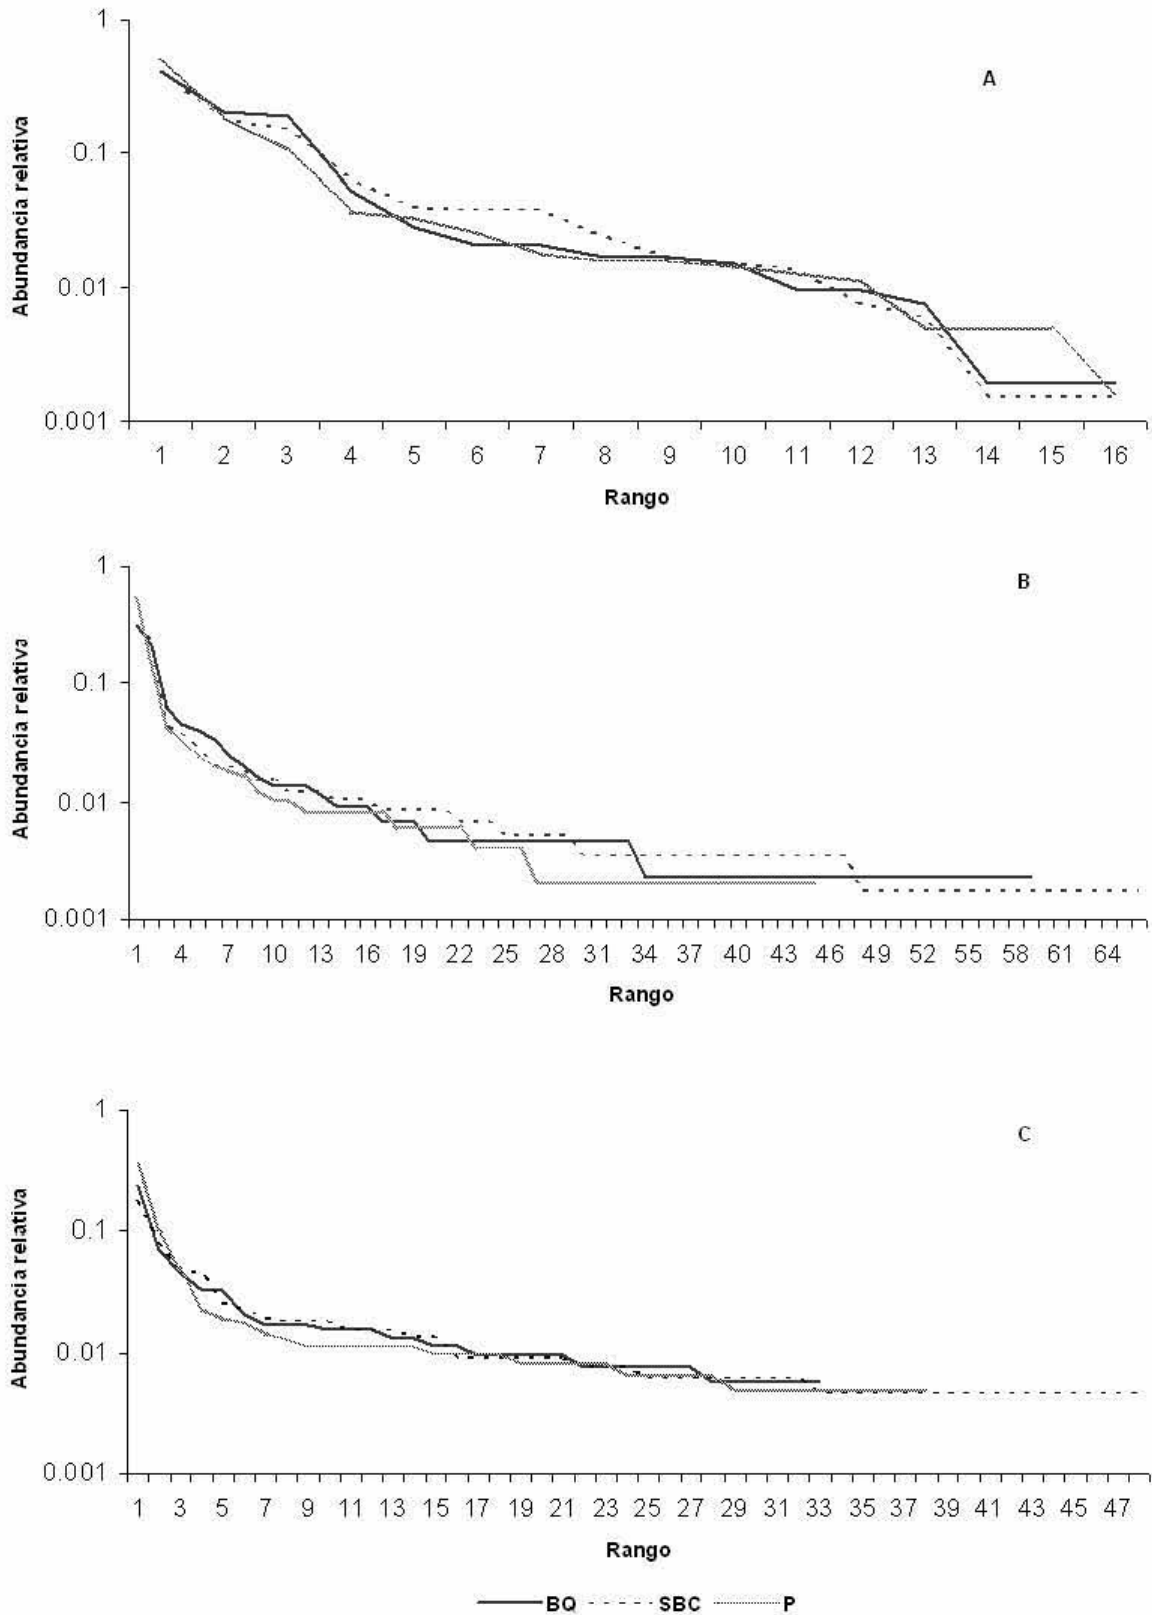 A
Abundancia relativa
1
0.1
0.01
0.001
1 2 3 4 5 6 7 8 9 10 11 12 13 14 15 16
Rango
B
Abundancia relativa
1
0.1
0.01
0.001
1 4 7 10 13 16 19 22 25 28 31 34 37 40 43 46 49 52 55 58 61 64
Rango
C
Abundancia relativa
1
0.1
0.01
0.001
1 3 5 7 9 11 13 15 17 19 21 23 25 27 29 31 33 35 37 39 41 43 45 47
Rango
BQ SBC P